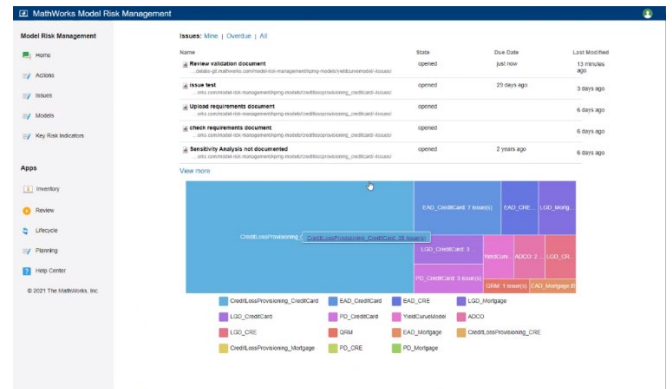 MathWorks Model Risk Management
Model Risk Management
Home
Actions
Issues
Models
Key Risk Indicators
Apps
Inventory
Review
Lifecycle
Planning
Help Center
© 2021 The MathWorks, Inc.
Issues: Mine | Overdue | All
Name State Due Date Last Modified
Review validation document opened just now 13 minutes ago
issue test opened 29 days ago 3 days ago
Upload requirements document opened 6 days ago
check requirements document opened 6 days ago
Sensitivity Analysis not documented opened 2 years ago 6 days ago
View more
EAD_CreditCard: 7 issue(s) EAD_CRE... LGD_Mortg...
LGD_CreditCard: 3 ... YieldCurv... ADCO: 2 ... LGD_CR...
PD_CreditCard: 3 issue(s) GRM: 1 issue(s)
CreditLossProvisioning_CreditCard EAD_CreditCard EAD_CRE LGD_Mortgage
LGD_CreditCard PD_CreditCard YieldCurveModel ADCO
LGD_CRE GRM EAD_Mortgage CreditLossProvisioning_CRE
CreditLossProvisioning_Mortgage PD_CRE PD_Mortgage